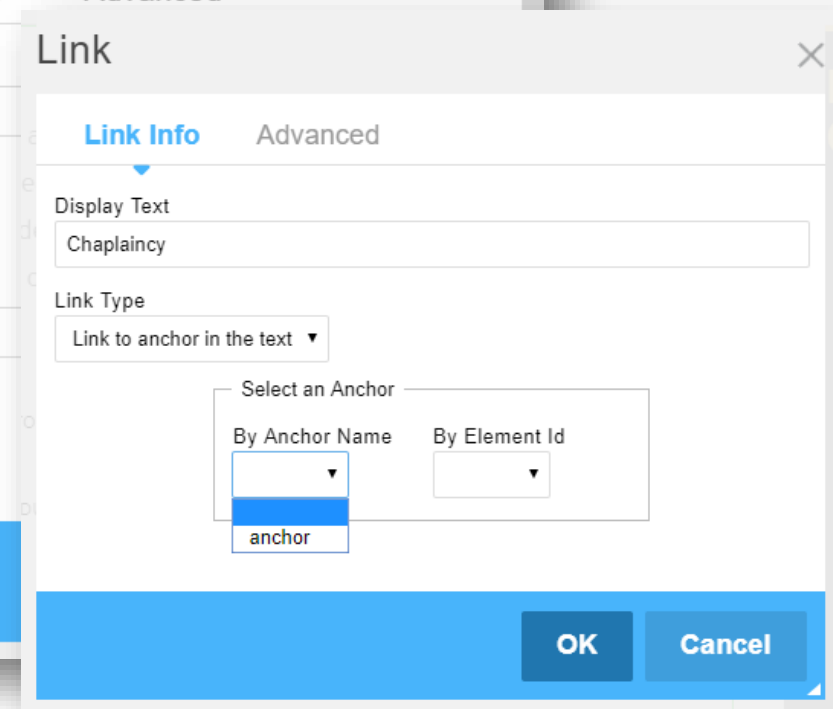 Link
Link Info Advanced
Display Text
Chaplaincy
Link Type
Link to anchor in the text
Select an Anchor
By Anchor Name By Element Id
anchor
OK Cancel